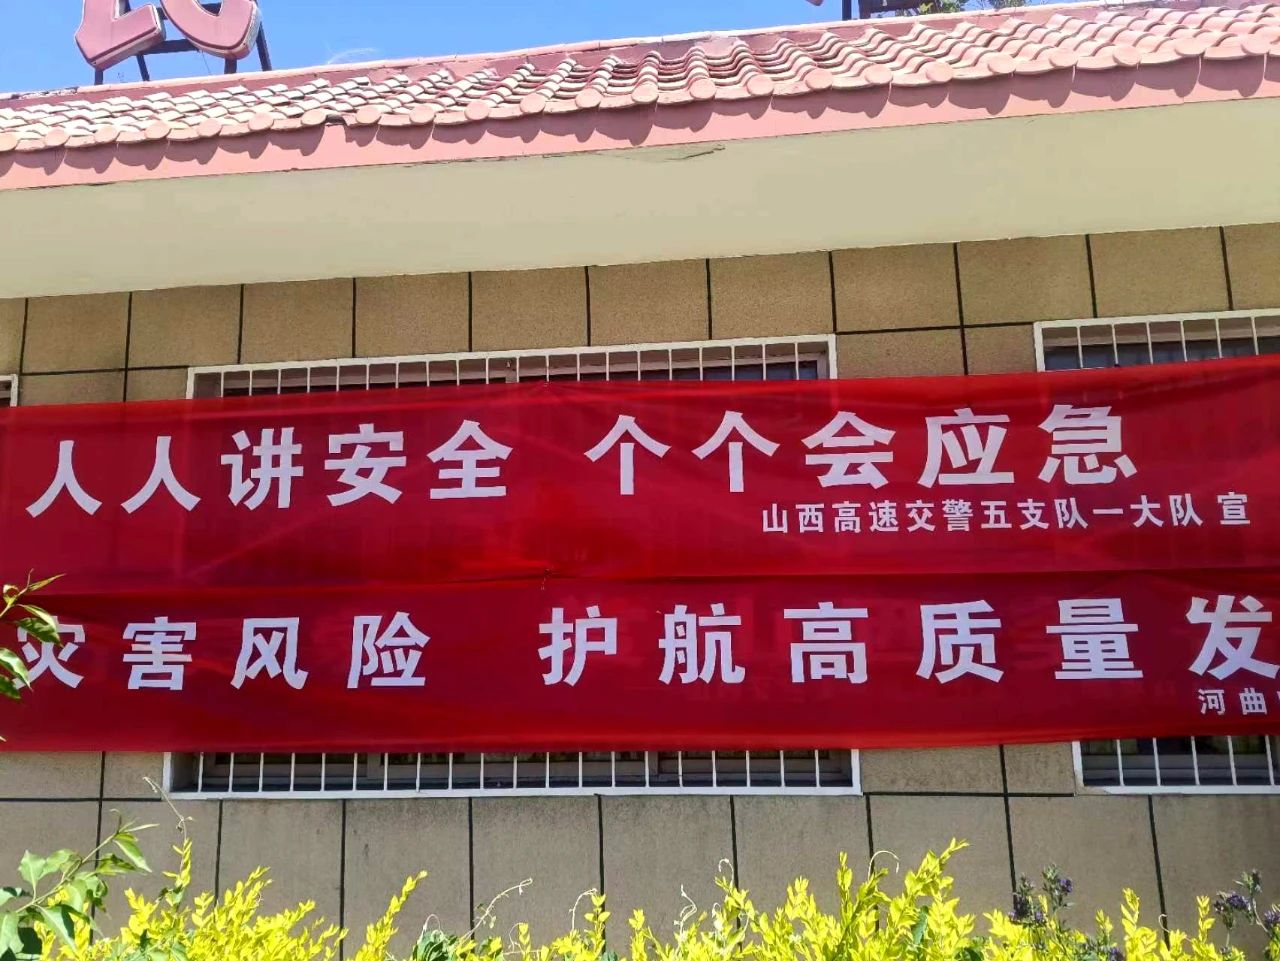 人人讲安全 个个会应急
山西高速交警五支队一大队 宣
灾害风险 护航高质量发
河曲